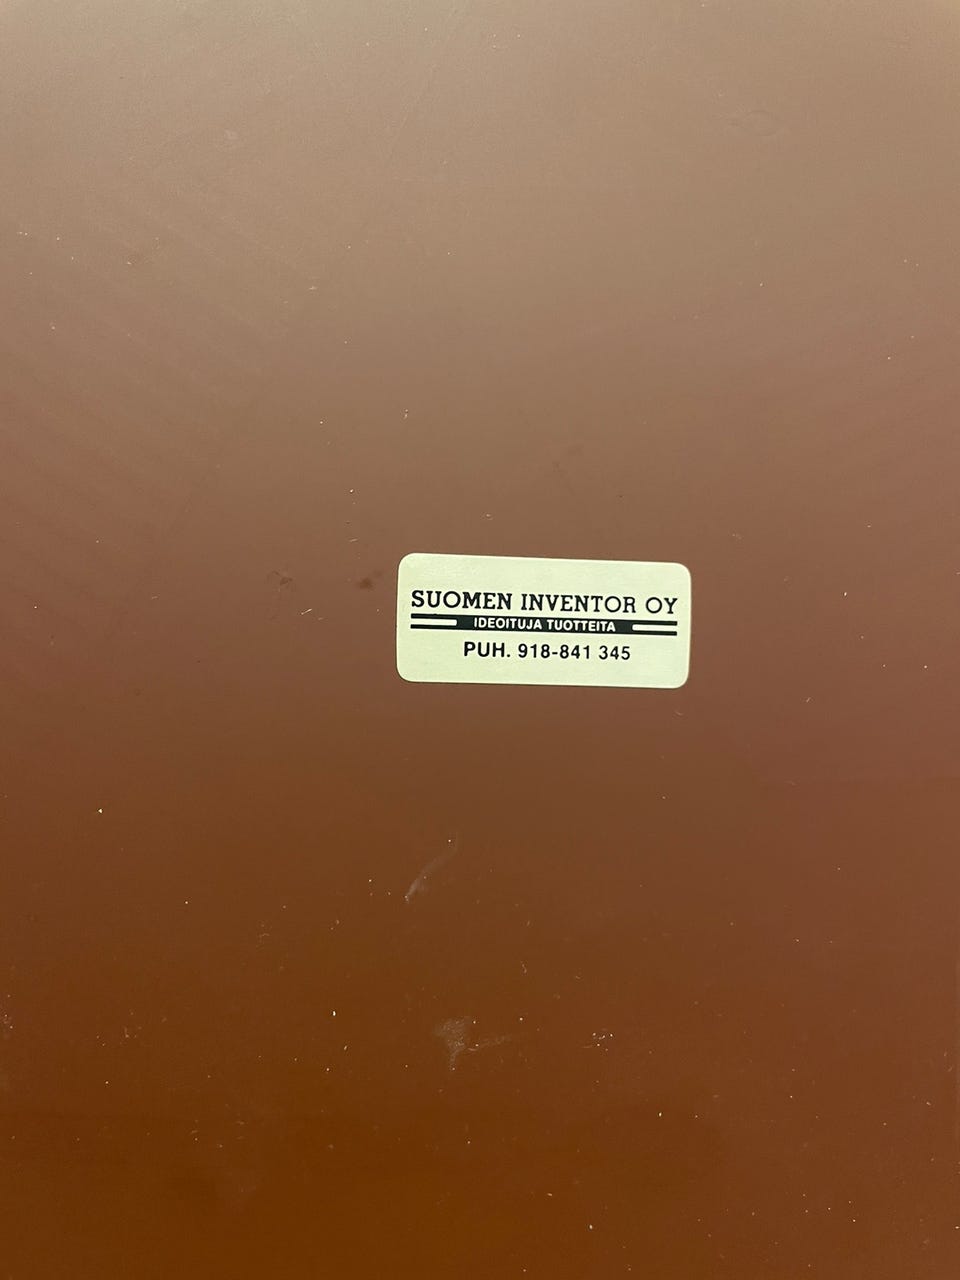 SUOMEN INVENTOR OY
IDEOITUJA TUOTTEITA
PUH. 918-841 345